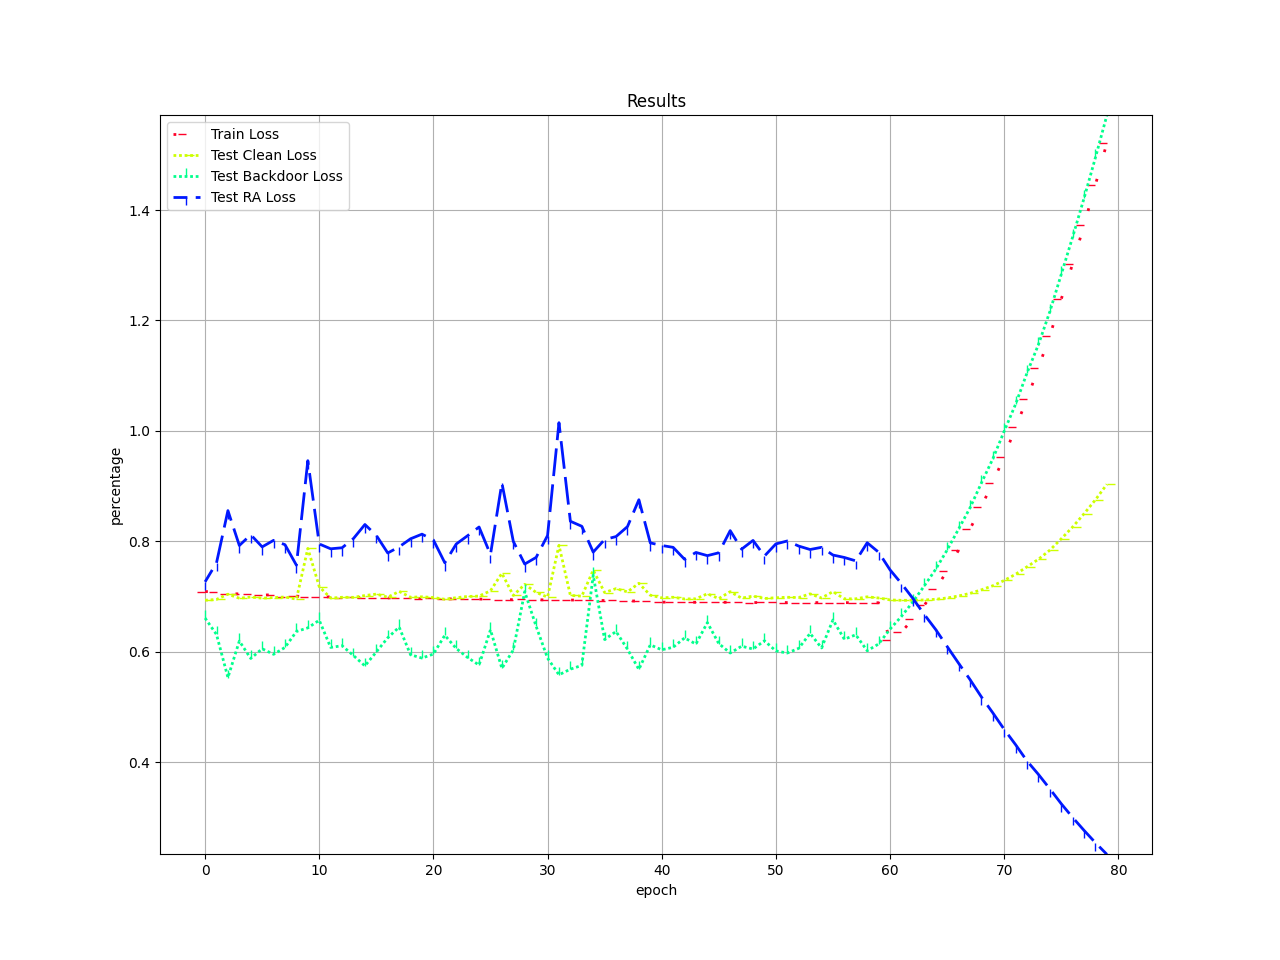 Results
Train Loss
Test Clean Loss
Test Backdoor Loss
Test RA Loss
percentage
1.4
1.2
1.0
0.8
0.6
0.4
0 10 20 30 40 50 60 70 80
epoch